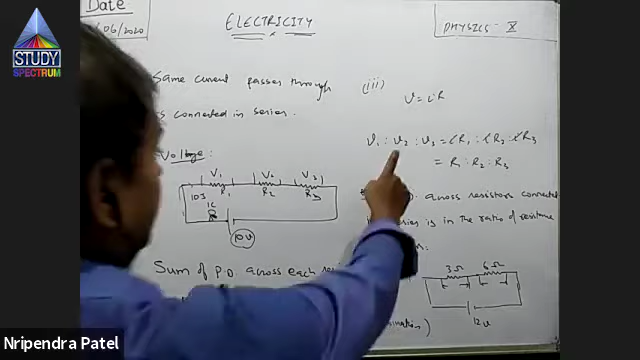 Date
06/2020
ELECTRICITY
PHYSICS - X
STUDY
SPECTRUM
Same current passes through
connected in series.
Voltage:
V1 V2 V3
R1 R2 R3
10V
Sum of P.D. across each
(iii)
V = iR
V1 : V2 : V3 = iR1 : iR2 : iR3
= R1 : R2 : R3
across resistors connected
series is in the ratio of resistance
3Ω 6Ω
12V
Nripendra Patel